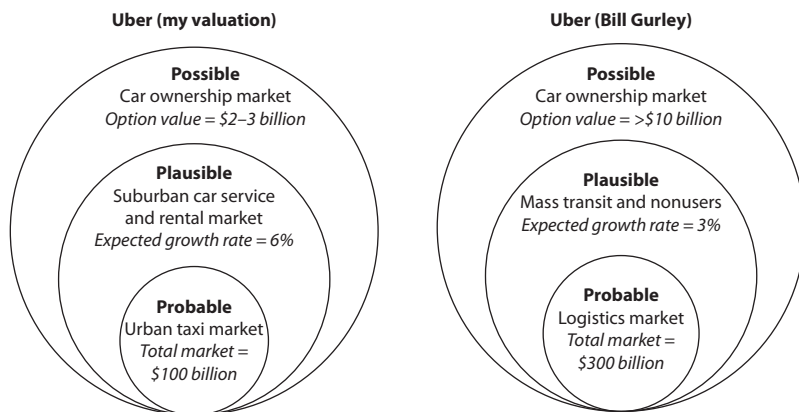 Uber (my valuation)
Possible
Car ownership market
Option value = $2–3 billion
Plausible
Suburban car service
and rental market
Expected growth rate = 6%
Probable
Urban taxi market
Total market =
$100 billion
Uber (Bill Gurley)
Possible
Car ownership market
Option value = >$10 billion
Plausible
Mass transit and nonusers
Expected growth rate = 3%
Probable
Logistics market
Total market =
$300 billion